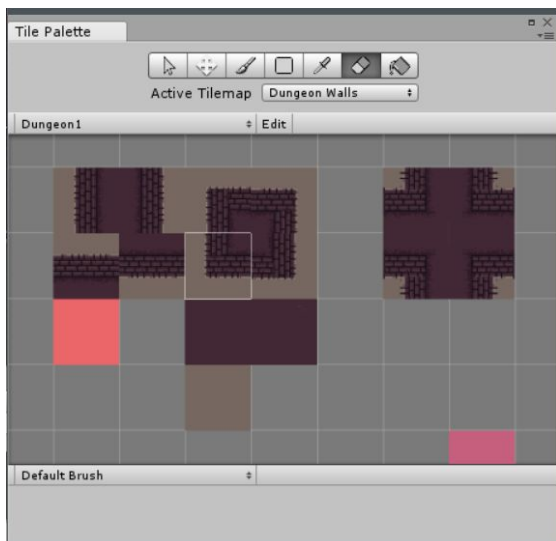 Tile Palette
Active Tilemap Dungeon Walls
Dungeon1 Edit
Default Brush